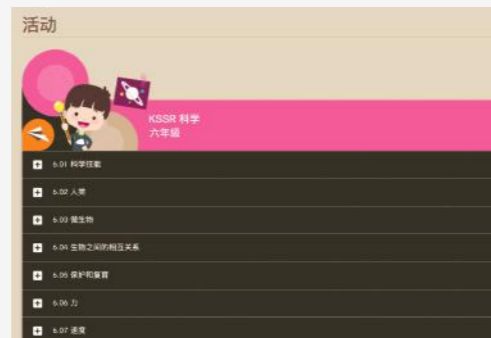 活动
KSSR 科学
六年级
6.01 科学技能
6.02 人类
6.03 微生物
6.04 生物之间的相互关系
6.05 保护和复育
6.06 力
6.07 速度